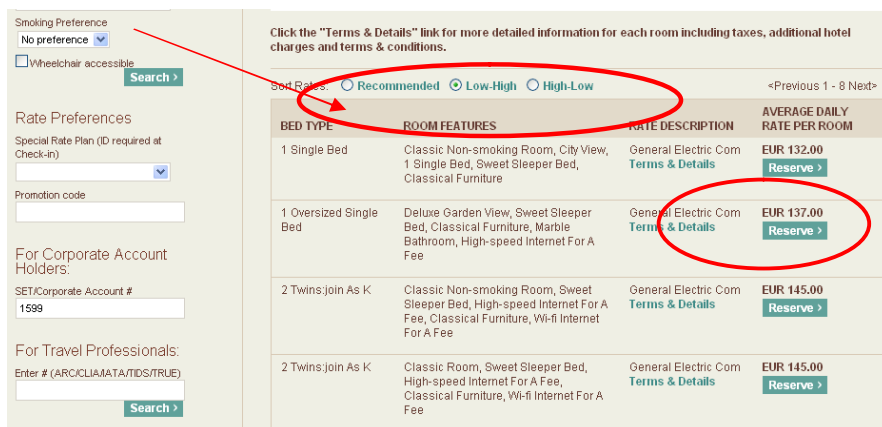 Smoking Preference
No preference
Wheelchair accessible
Search >
Rate Preferences
Special Rate Plan (ID required at
Check-in)
Promotion code
For Corporate Account
Holders:
SET/Corporate Account #
1599
For Travel Professionals:
Enter # (ARC/CLIA/IATA/TIDS/TRUE)
Search >
Click the "Terms & Details" link for more detailed information for each room including taxes, additional hotel
charges and terms & conditions.
Sort Rates: Recommended Low-High High-Low <Previous 1 - 8 Next>
BED TYPE ROOM FEATURES RATE DESCRIPTION AVERAGE DAILY
RATE PER ROOM
1 Single Bed Classic Non-smoking Room, City View, General Electric Com EUR 132.00
1 Single Bed, Sweet Sleeper Bed, Terms & Details Reserve >
Classical Furniture
1 Oversized Single Deluxe Garden View, Sweet Sleeper General Electric Com EUR 137.00
Bed Bed, Classical Furniture, Marble Terms & Details Reserve >
Bathroom, High-speed Internet For A
Fee
2 Twins:join As K Classic Non-smoking Room, Sweet General Electric Com EUR 145.00
Sleeper Bed, High-speed Internet For A Terms & Details Reserve >
Fee, Classical Furniture, Wi-fi Internet
For A Fee
2 Twins:join As K Classic Room, Sweet Sleeper Bed, General Electric Com EUR 145.00
High-speed Internet For A Fee, Terms & Details Reserve >
Classical Furniture, Wi-fi Internet For A
Fee